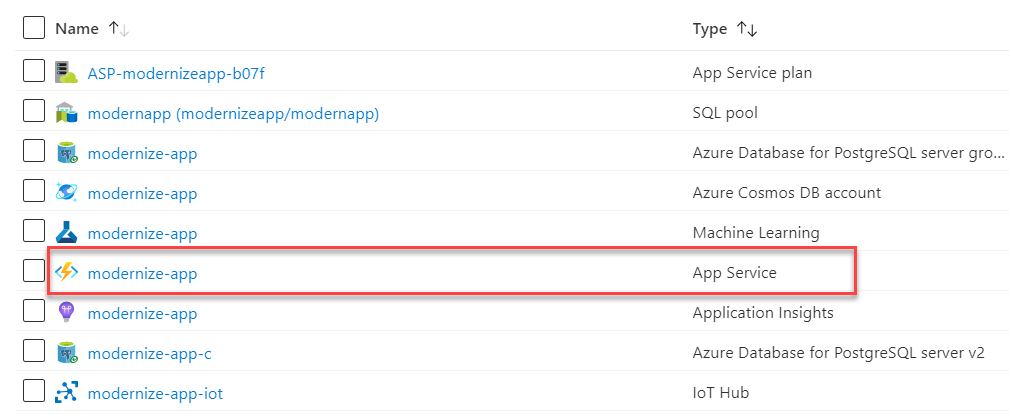 Name ↑↓ Type ↑↓
ASP-modernizeapp-b07f App Service plan
modernapp (modernizeapp/modernapp) SQL pool
modernize-app Azure Database for PostgreSQL server gro...
modernize-app Azure Cosmos DB account
modernize-app Machine Learning
modernize-app App Service
modernize-app Application Insights
modernize-app-c Azure Database for PostgreSQL server v2
modernize-app-iot IoT Hub